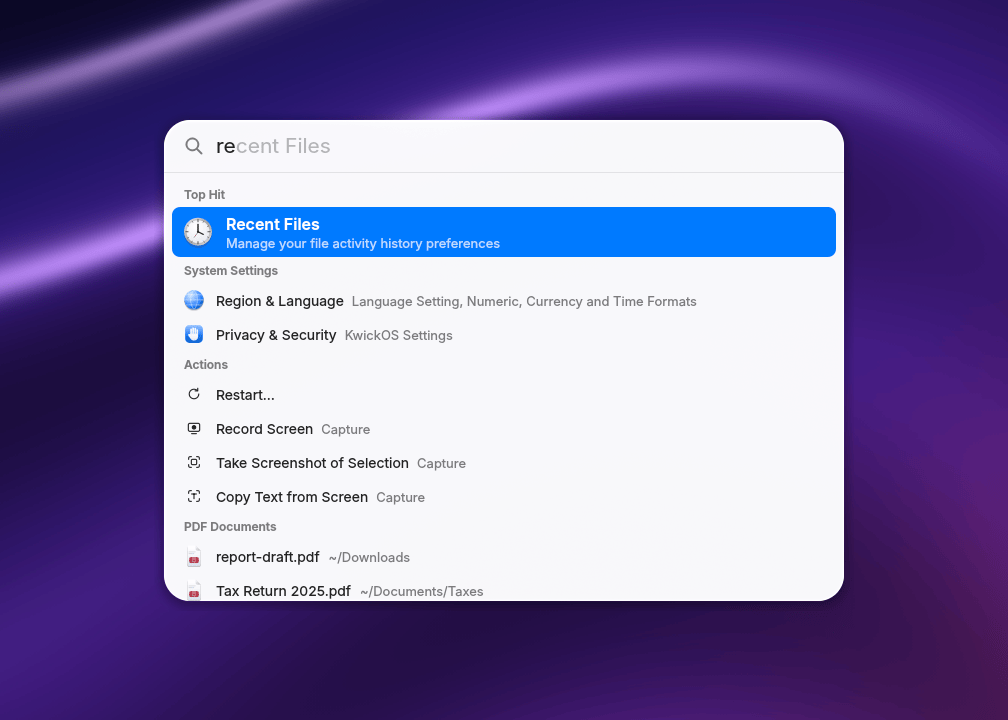 recent Files
Top Hit
Recent Files
Manage your file activity history preferences
System Settings
Region & Language Language Setting, Numeric, Currency and Time Formats
Privacy & Security KwickOS Settings
Actions
Restart...
Record Screen Capture
Take Screenshot of Selection Capture
Copy Text from Screen Capture
PDF Documents
report-draft.pdf ~/Downloads
Tax Return 2025.pdf ~/Documents/Taxes